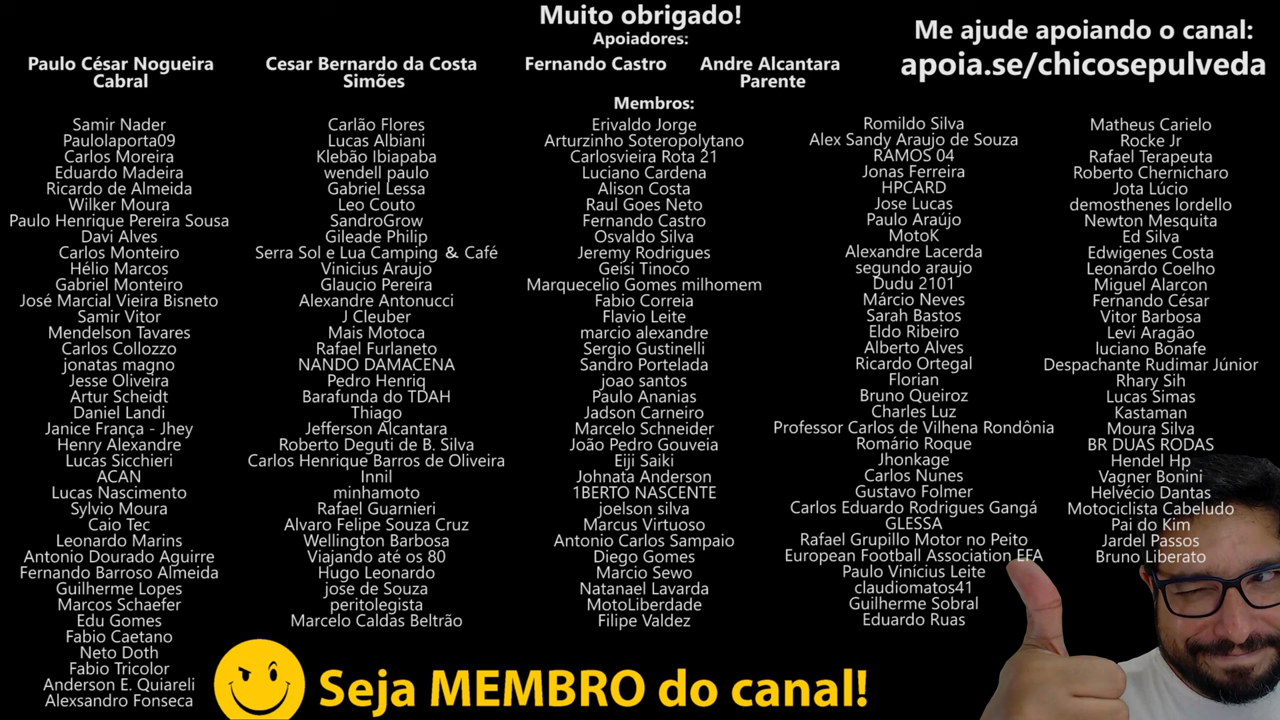 Muito obrigado!
Apoiadores:
Paulo César Nogueira
Cabral
Cesar Bernardo da Costa
Simões
Fernando Castro
Andre Alcantara
Parente
Me ajude apoiando o canal:
apoia.se/chicosepulveda
Membros:
Samir Nader
Paulolaporta09
Carlos Moreira
Eduardo Madeira
Ricardo de Almeida
Wilker Moura
Paulo Henrique Pereira Sousa
Davi Alves
Carlos Monteiro
Hélio Marcos
Gabriel Monteiro
José Marcial Vieira Bisneto
Samir Vitor
Mendelson Tavares
Carlos Collozzo
jonatas magno
Jesse Oliveira
Artur Scheidt
Daniel Landi
Janice França - Jhey
Henry Alexandre
Lucas Sicchieri
ACAN
Lucas Nascimento
Sylvio Moura
Caio Tec
Leonardo Marins
Antonio Dourado Aguirre
Fernando Barroso Almeida
Guilherme Lopes
Marcos Schaefer
Edu Gomes
Fabio Caetano
Neto Doth
Fabio Tricolor
Anderson E. Quiareli
Alexsandro Fonseca
Carlão Flores
Lucas Albiani
Klebão Ibiapaba
wendell paulo
Gabriel Lessa
Leo Couto
SandroGrow
Gileade Philip
Serra Sol e Lua Camping & Café
Vinicius Araujo
Glaucio Pereira
Alexandre Antonucci
J Cleuber
Mais Motoca
Rafael Furlaneto
NANDO DAMACENA
Pedro Henriq
Barafunda do TDAH
Thiago
Jefferson Alcantara
Roberto Deguti de B. Silva
Carlos Henrique Barros de Oliveira
Innil
minhamoto
Rafael Guarnieri
Alvaro Felipe Souza Cruz
Wellington Barbosa
Viajando até os 80
Hugo Leonardo
jose de Souza
peritolegista
Marcelo Caldas Beltrão
Erivaldo Jorge
Arturzinho Soteropolytano
Carlosvieira Rota 21
Luciano Cardena
Alison Costa
Raul Goes Neto
Fernando Castro
Osvaldo Silva
Jeremy Rodrigues
Geisi Tinoco
Marquecelio Gomes milhomem
Fabio Correia
Flavio Leite
marcio alexandre
Sergio Gustinelli
Sandro Portelada
joao santos
Paulo Ananias
Jadson Carneiro
Marcelo Schneider
João Pedro Gouveia
Eiji Saiki
Johnata Anderson
1BERTO NASCENTE
joelson silva
Marcus Virtuoso
Antonio Carlos Sampaio
Diego Gomes
Marcio Sewo
Natanael Lavarda
MotoLiberdade
Filipe Valdez
Romildo Silva
Alex Sandy Araujo de Souza
RAMOS 04
Jonas Ferreira
HPCARD
Jose Lucas
Paulo Araújo
MotoK
Alexandre Lacerda
segundo araujo
Dudu 2101
Márcio Neves
Sarah Bastos
Eldo Ribeiro
Alberto Alves
Ricardo Ortegal
Florian
Bruno Queiroz
Charles Luz
Professor Carlos de Vilhena Rondônia
Romário Roque
Jhonkage
Carlos Nunes
Gustavo Folmer
Carlos Eduardo Rodrigues Gangá
GLESSA
Rafael Grupillo Motor no Peito
European Football Association EFA
Paulo Vinícius Leite
claudiomatos41
Guilherme Sobral
Eduardo Ruas
Matheus Carielo
Rocke Jr
Rafael Terapeuta
Roberto Chernicharo
Jota Lúcio
demosthenes lordello
Newton Mesquita
Ed Silva
Edwigenes Costa
Leonardo Coelho
Miguel Alarcon
Fernando César
Vitor Barbosa
Levi Aragão
luciano Bonafe
Despachante Rudimar Júnior
Rhary Sih
Lucas Simas
Kastaman
Moura Silva
BR DUAS RODAS
Hendel Hp
Vagner Bonini
Helvécio Dantas
Motociclista Cabeludo
Pai do Kim
Jardel Passos
Bruno Liberato
Seja MEMBRO do canal!